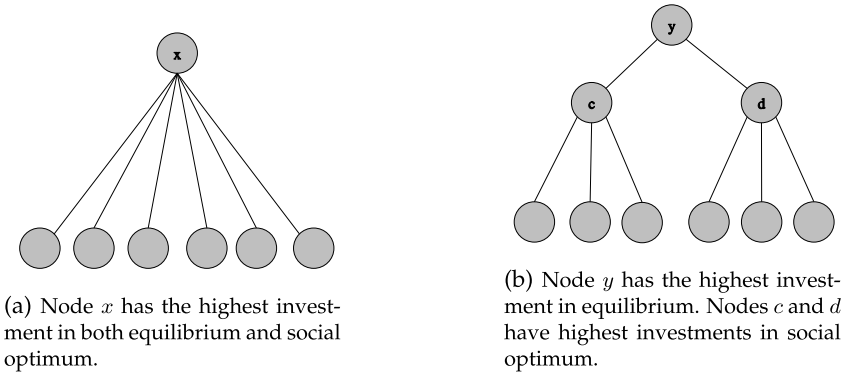 x
y
c
d
(a) Node x has the highest invest-
ment in both equilibrium and social
optimum.
(b) Node y has the highest invest-
ment in equilibrium. Nodes c and d
have highest investments in social
optimum.